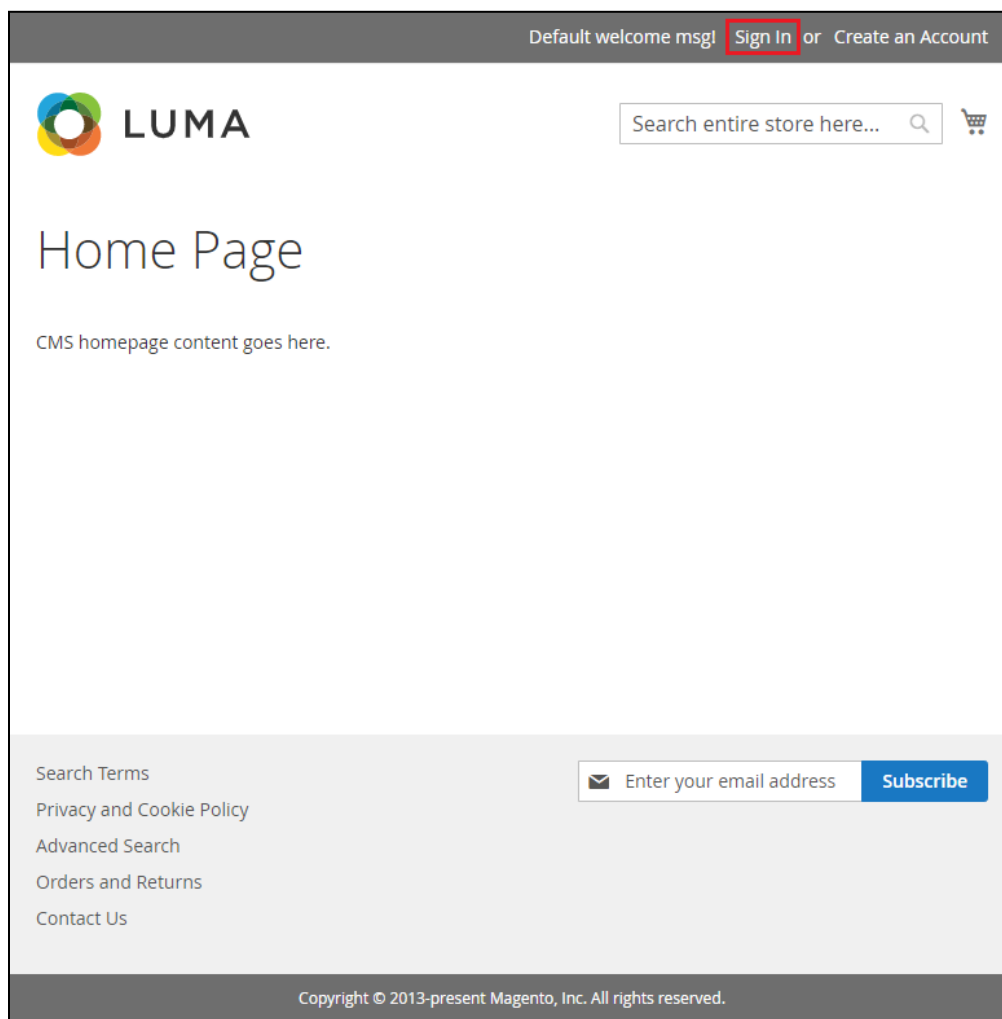 Default welcome msg! Sign In or Create an Account
LUMA
Search entire store here...
Home Page
CMS homepage content goes here.
Search Terms
Privacy and Cookie Policy
Advanced Search
Orders and Returns
Contact Us
Enter your email address Subscribe
Copyright © 2013-present Magento, Inc. All rights reserved.